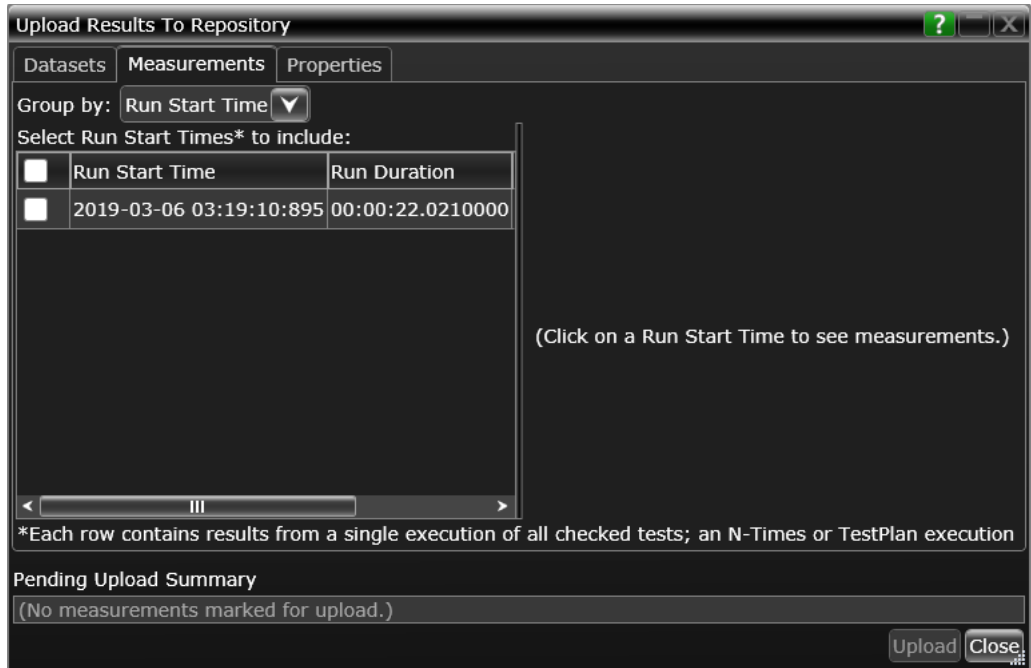 Upload Results To Repository
?
Datasets Measurements Properties
Group by: Run Start Time
Select Run Start Times* to include:
Run Start Time Run Duration
2019-03-06 03:19:10:895 00:00:22.0210000
(Click on a Run Start Time to see measurements.)
*Each row contains results from a single execution of all checked tests; an N-Times or TestPlan execution
Pending Upload Summary
(No measurements marked for upload.)
Upload Close